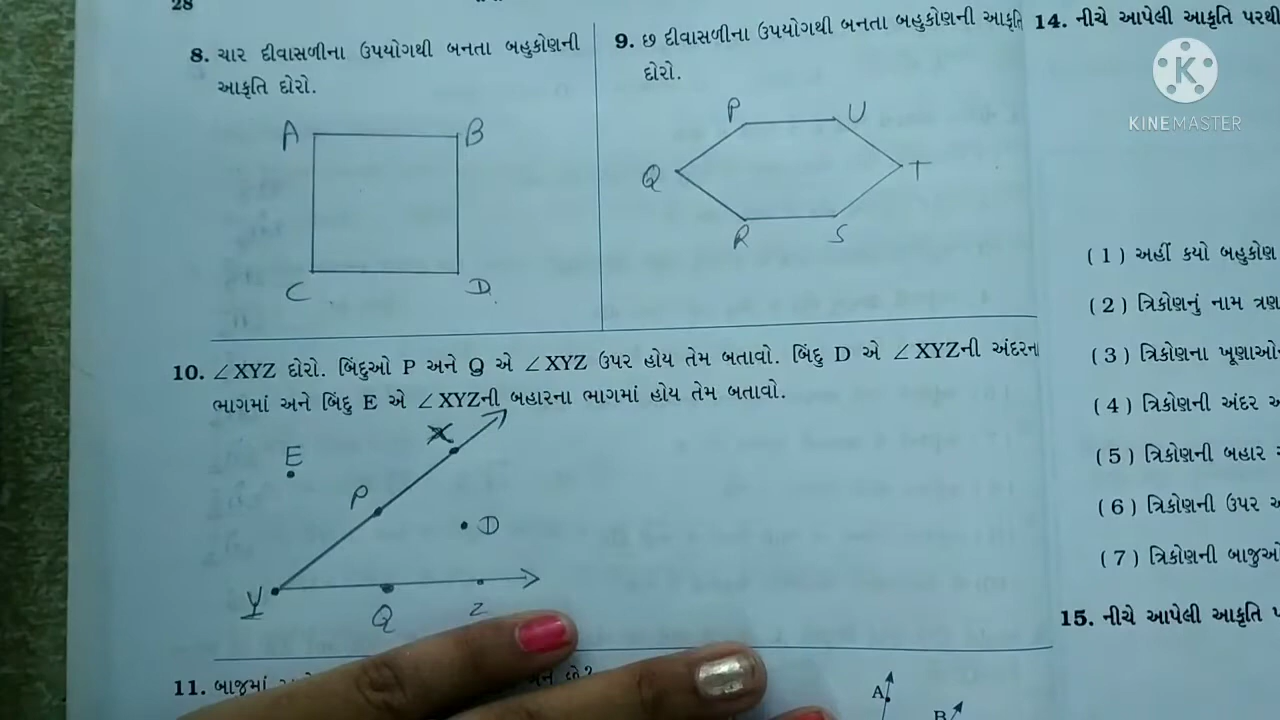 28
8. ચાર દીવાસળીના ઉપયોગથી બનતા બહુકોણની
આકૃતિ દોરો.
A
B
C
D
9. છ દીવાસળીના ઉપયોગથી બનતા બહુકોણની આકૃતિ
દોરો.
P
U
Q
T
R
S
10. ∠XYZ દોરો. બિંદુઓ P અને Q એ ∠XYZ ઉપર હોય તેમ બતાવો. બિંદુ D એ ∠XYZની અંદરના
ભાગમાં અને બિંદુ E એ ∠XYZની બહારના ભાગમાં હોય તેમ બતાવો.
X
E
P
D
Y
Q
Z
11. બાજુમાં
છે?
A
B
14. નીચે આપેલી આકૃતિ પરથી
KINEMASTER
(1) અહીં કયો બહુકોણ
(2) ત્રિકોણનું નામ ત્રણ
(3) ત્રિકોણના ખૂણાઓ
(4) ત્રિકોણની અંદર
(5) ત્રિકોણની બહાર
(6) ત્રિકોણની ઉપર
(7) ત્રિકોણની બાજુઓ
15. નીચે આપેલી આકૃતિ